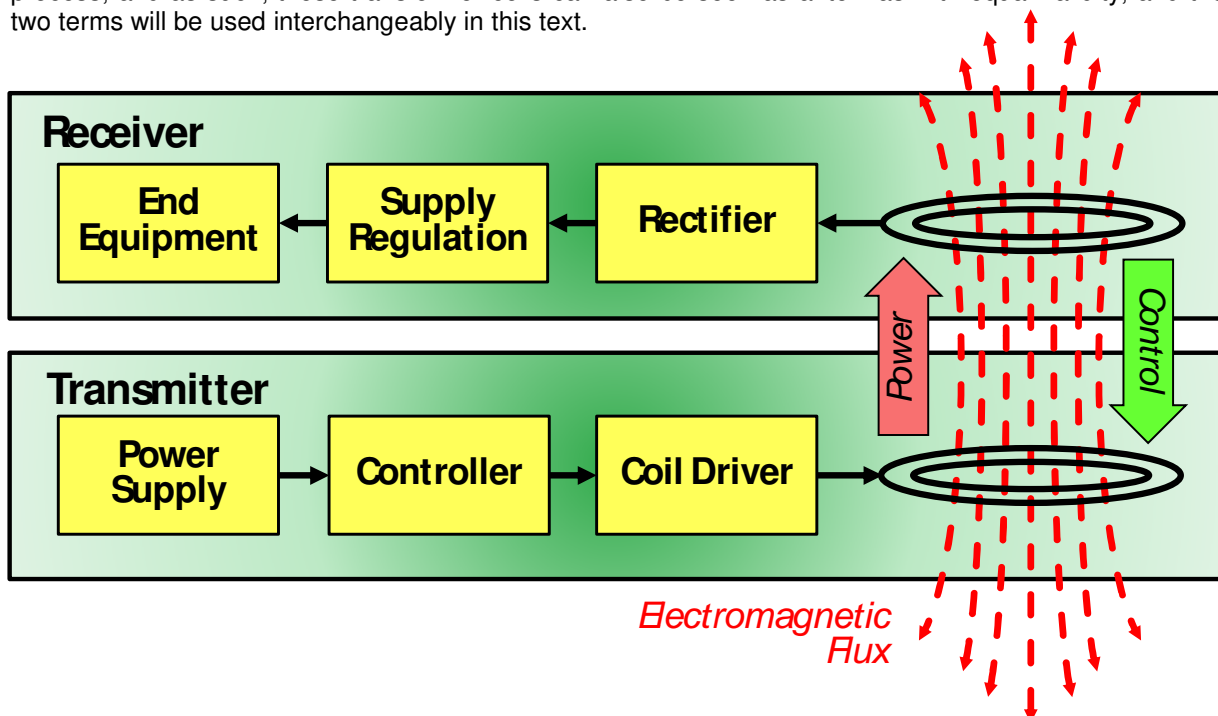 two terms will be used interchangeably in this text.
Receiver
End
Equipment
Supply
Regulation
Rectifier
Power
Control
Transmitter
Power
Supply
Controller
Coil Driver
Electromagnetic
Flux